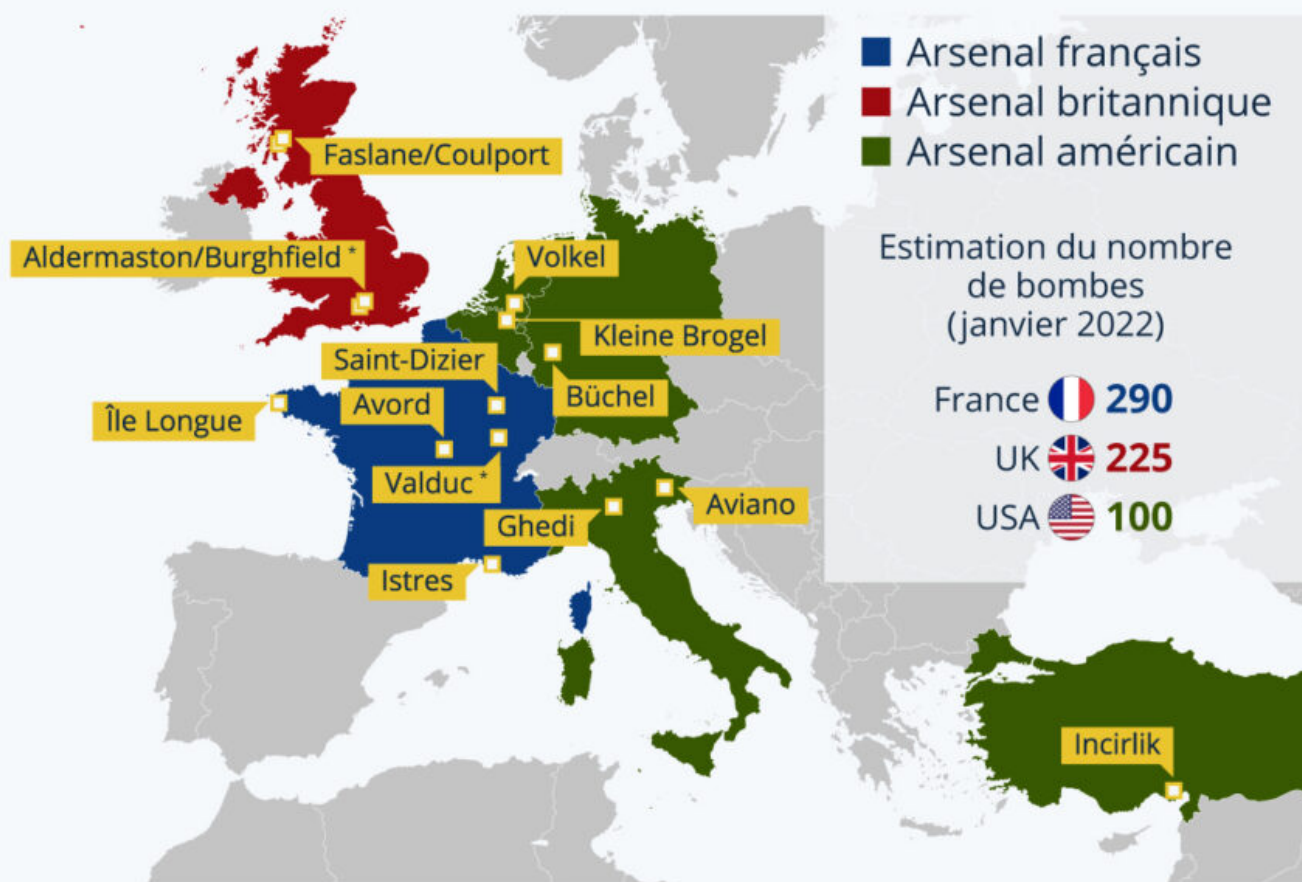 Arsenal français
Arsenal britannique
Arsenal américain
Estimation du nombre
de bombes
(janvier 2022)
France 290
UK 225
USA 100
Faslane/Coulport
Aldermaston/Burghfield *
Volkel
Kleine Brogel
Saint-Dizier
Büchel
Avord
Île Longue
Valduc *
Aviano
Ghedi
Istres
Incirlik